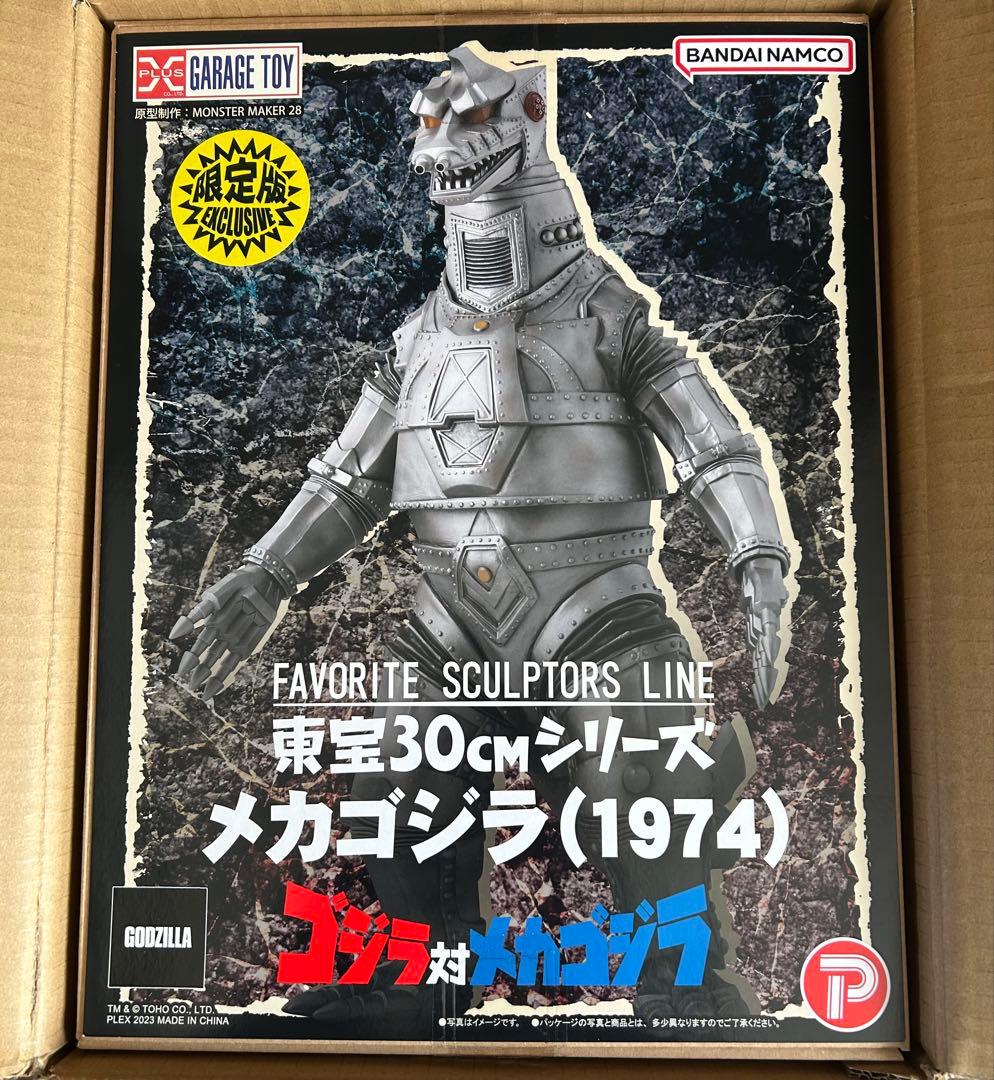 X PLUS CO., LTD. GARAGE TOY
BANDAI NAMCO
原型制作：MONSTER MAKER 28
限定版
EXCLUSIVE
FAVORITE SCULPTORS LINE
東宝30CMシリーズ
メカゴジラ(1974)
ゴジラ対メカゴジラ
GODZILLA
P
TM & © TOHO CO., LTD.
PLEX 2023 MADE IN CHINA
●写真はイメージです。 ●パッケージの写真と商品とは、多少異なりますのでご了承ください。